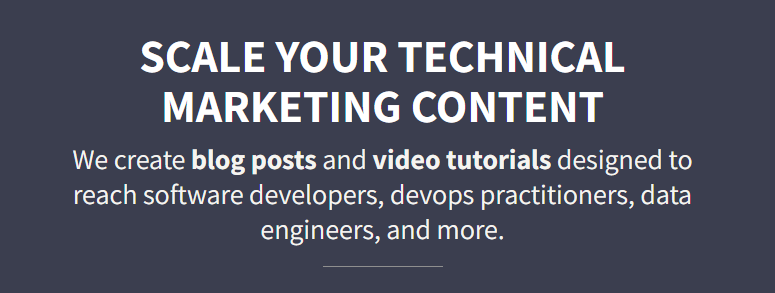 SCALE YOUR TECHNICAL
MARKETING CONTENT
We create blog posts and video tutorials designed to
reach software developers, devops practitioners, data
engineers, and more.